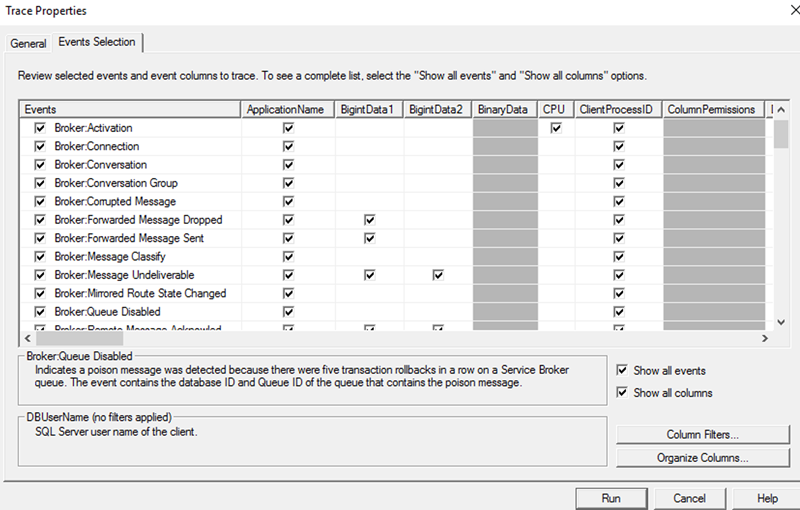 Trace Properties
General
Events Selection
Review selected events and event columns to trace. To see a complete list, select the "Show all events" and "Show all columns" options.
Events ApplicationName BigintData1 BigintData2 BinaryData CPU ClientProcessID ColumnPermissions
Broker:Activation
Broker:Connection
Broker:Conversation
Broker:Conversation Group
Broker:Corrupted Message
Broker:Forwarded Message Dropped
Broker:Forwarded Message Sent
Broker:Message Classify
Broker:Message Undeliverable
Broker:Mirrored Route State Changed
Broker:Queue Disabled
Broker:Remote Message Acknowled
Broker:Queue Disabled
Indicates a poison message was detected because there were five transaction rollbacks in a row on a Service Broker
queue. The event contains the database ID and Queue ID of the queue that contains the poison message.
Show all events
Show all columns
DBUserName (no filters applied)
SQL Server user name of the client.
Column Filters...
Organize Columns...
Run Cancel Help